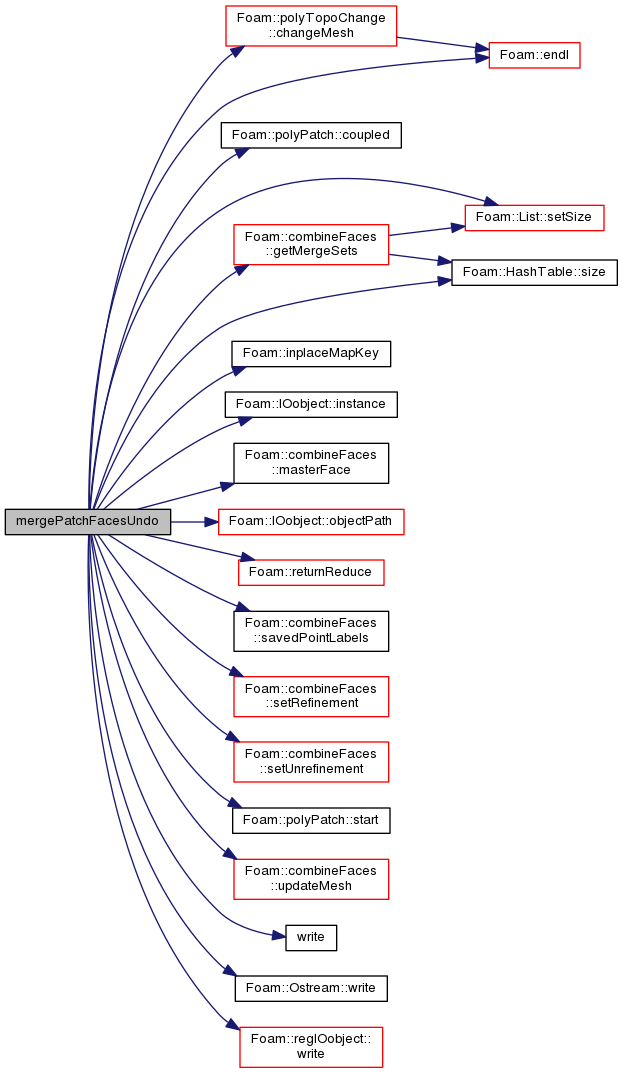 Foam::polyTopoChange
::changeMesh
Foam::endl
Foam::polyPatch::coupled
Foam::List::setSize
Foam::combineFaces
::getMergeSets
Foam::HashTable::size
Foam::inplaceMapKey
Foam::IOobject::instance
Foam::combineFaces
::masterFace
mergePatchFacesUndo
Foam::IOobject::objectPath
Foam::returnReduce
Foam::combineFaces
::savedPointLabels
Foam::combineFaces
::setRefinement
Foam::combineFaces
::setUnrefinement
Foam::polyPatch::start
Foam::combineFaces
::updateMesh
write
Foam::Ostream::write
Foam::regIOobject::
write